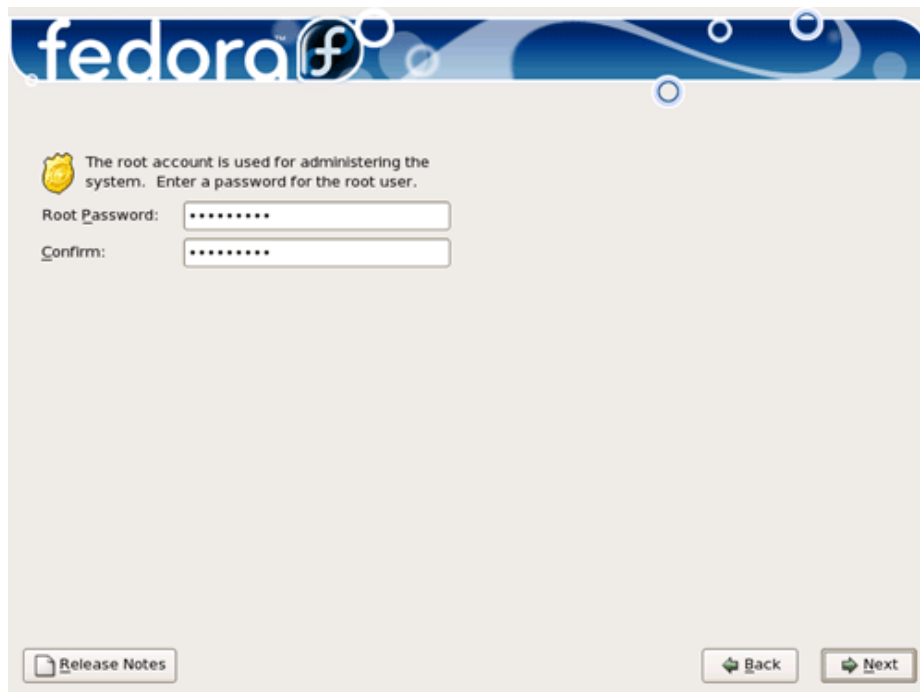 fedora™
The root account is used for administering the
system. Enter a password for the root user.
Root Password: •••••••••
Confirm: •••••••••
Release Notes
Back
Next